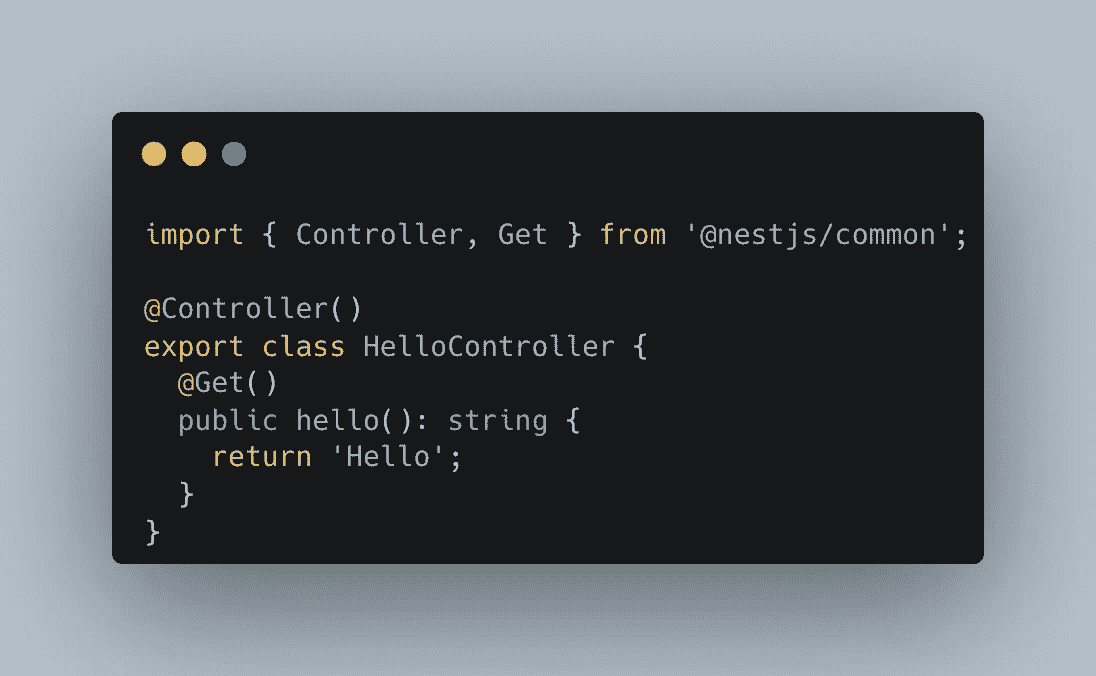 import { Controller, Get } from '@nestjs/common';
@Controller()
export class HelloController {
  @Get()
  public hello(): string {
    return 'Hello';
  }
}